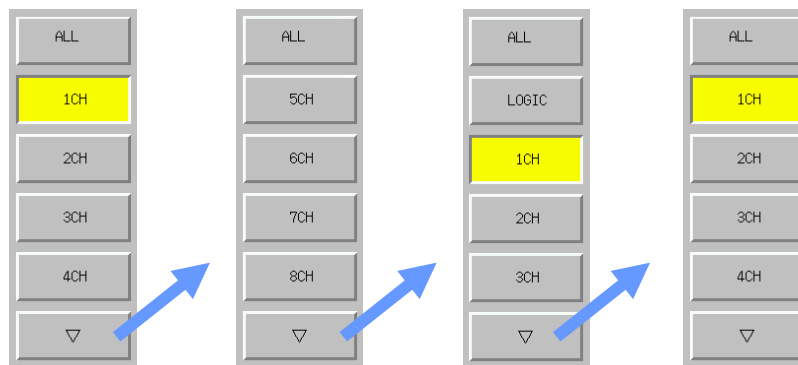 ALL
1CH
2CH
3CH
4CH
▽
ALL
5CH
6CH
7CH
8CH
▽
ALL
LOGIC
1CH
2CH
3CH
▽
ALL
1CH
2CH
3CH
4CH
▽